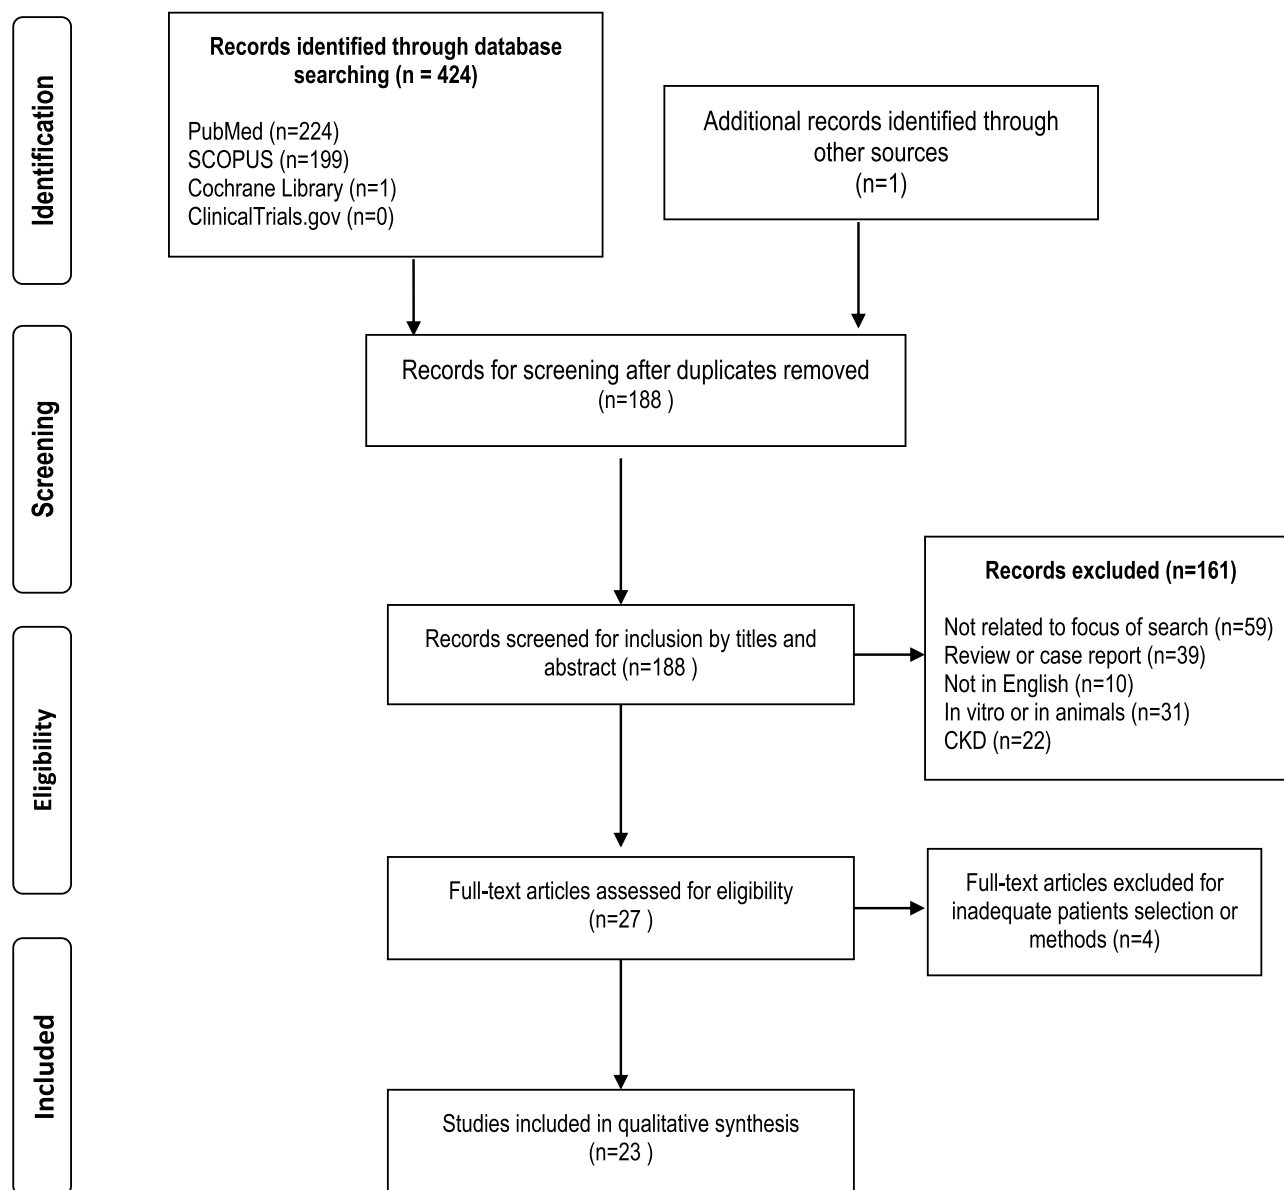 Identification
Records identified through database
searching (n = 424)
PubMed (n=224)
SCOPUS (n=199)
Cochrane Library (n=1)
ClinicalTrials.gov (n=0)
Additional records identified through
other sources
(n=1)
Screening
Records for screening after duplicates removed
(n=188 )
Records screened for inclusion by titles and
abstract (n=188 )
Records excluded (n=161)
Not related to focus of search (n=59)
Review or case report (n=39)
Not in English (n=10)
In vitro or in animals (n=31)
CKD (n=22)
Eligibility
Full-text articles assessed for eligibility
(n=27 )
Full-text articles excluded for
inadequate patients selection or
methods (n=4)
Included
Studies included in qualitative synthesis
(n=23 )